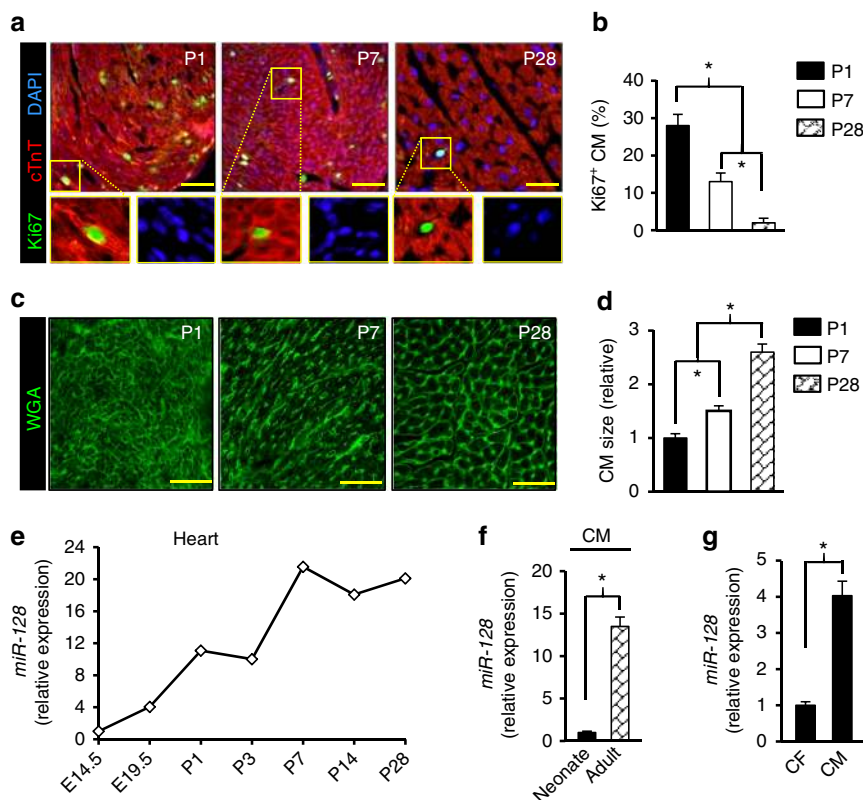 a
Ki67 cTnT DAPI
P1
P7
P28
b
Ki67+ CM (%)
40
30
20
10
0
*
*
P1
P7
P28
c
WGA
P1
P7
P28
d
CM size (relative)
3
2
1
0
*
*
P1
P7
P28
e
Heart
miR-128
(relative expression)
24
20
16
12
8
4
0
E14.5 E19.5 P1 P3 P7 P14 P28
f
CM
miR-128
(relative expression)
20
15
10
5
0
*
Neonate Adult
g
miR-128
(relative expression)
5
4
3
2
1
0
*
CF CM